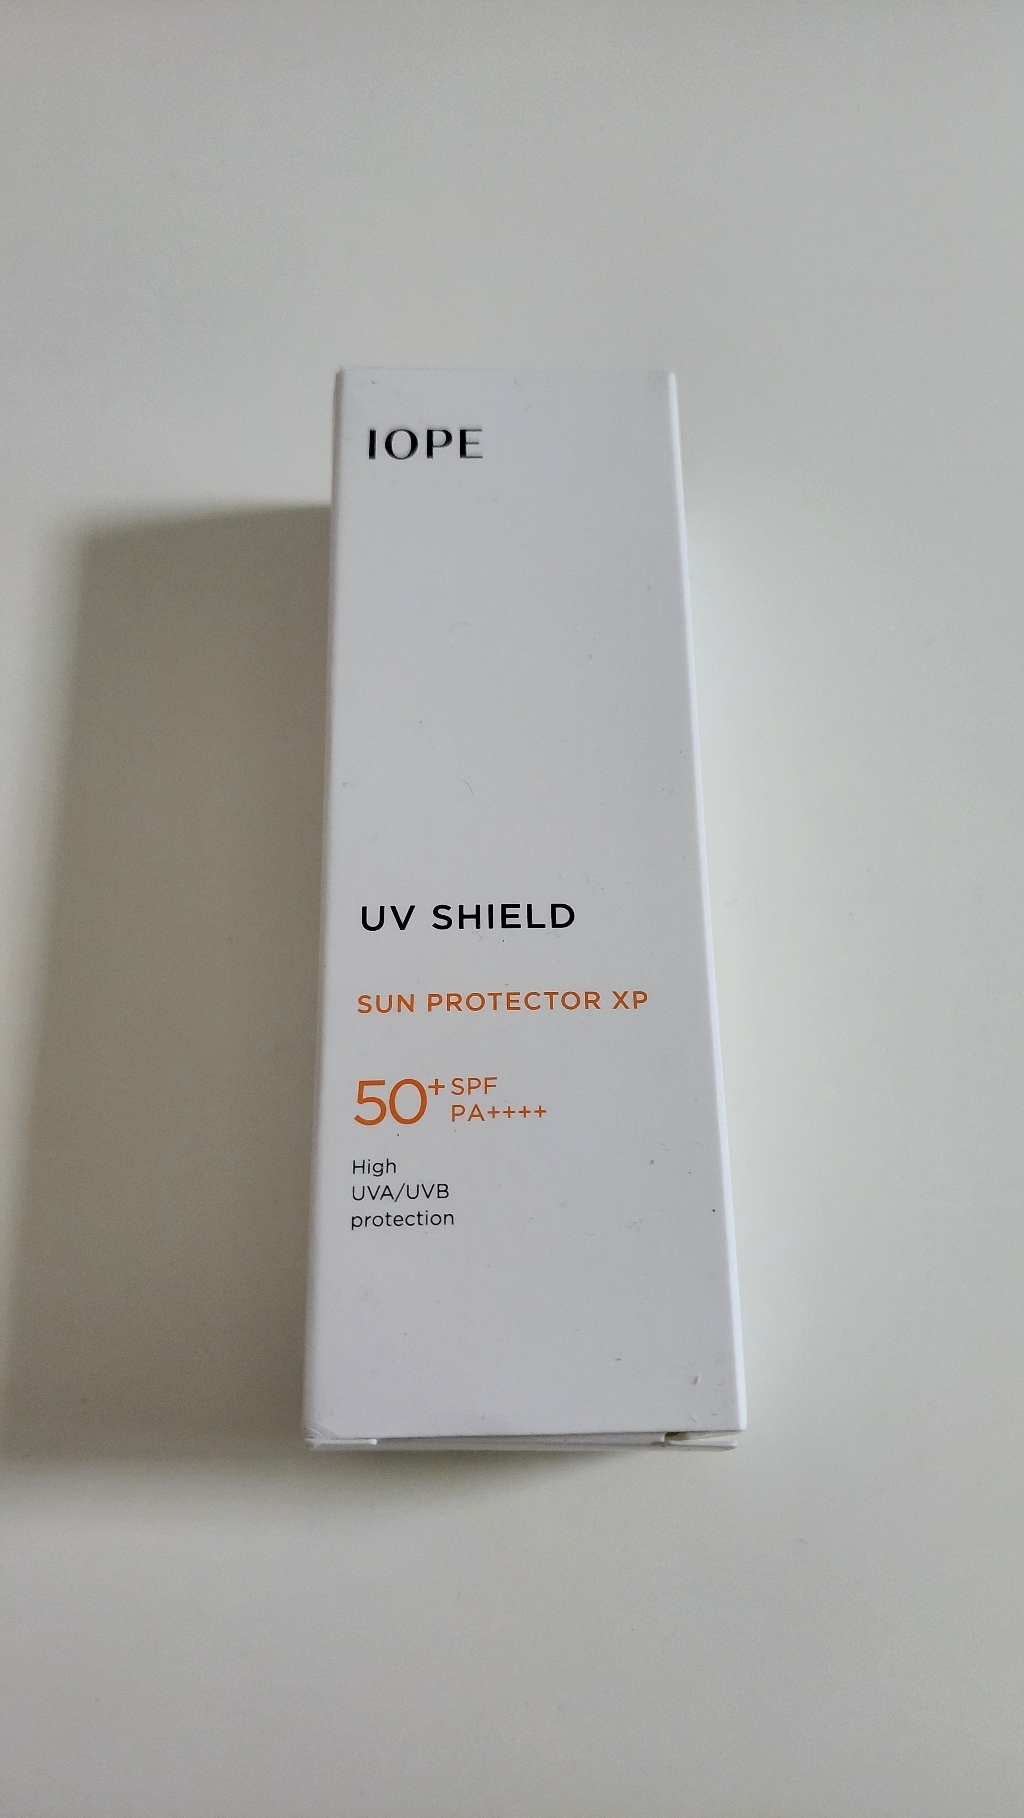 IOPE
UV SHIELD
SUN PROTECTOR XP
50+ SPF
PA++++
High
UVA/UVB
protection